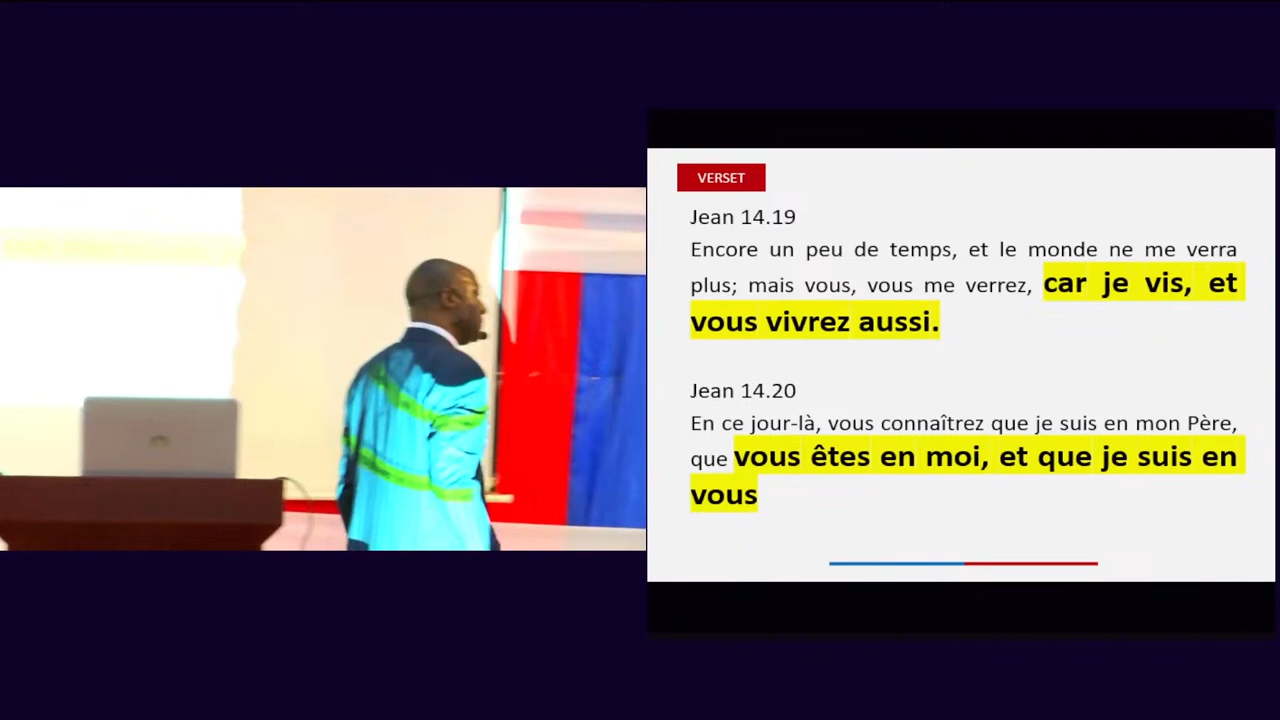 VERSET
Jean 14.19
Encore un peu de temps, et le monde ne me verra
plus; mais vous, vous me verrez, car je vis, et
vous vivrez aussi.
Jean 14.20
En ce jour-là, vous connaîtrez que je suis en mon Père,
que vous êtes en moi, et que je suis en
vous